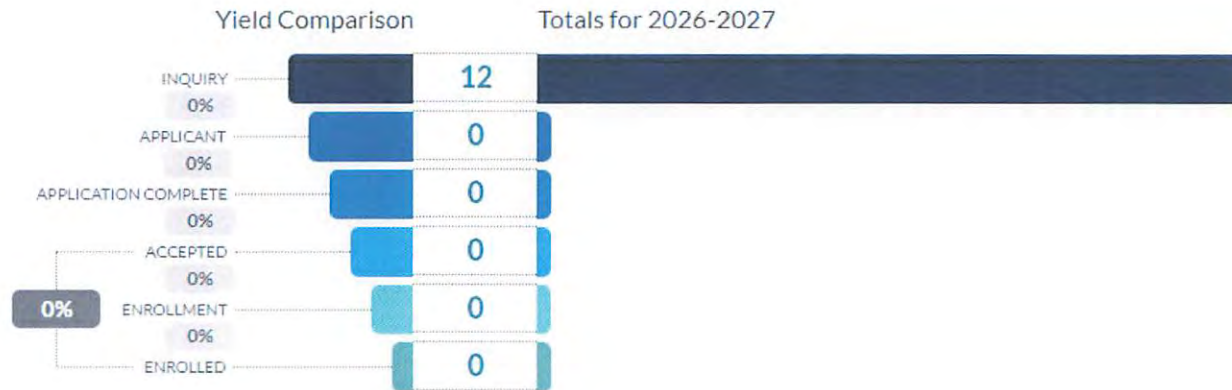 Yield Comparison Totals for 2026-2027
INQUIRY 12
0%
APPLICANT 0
0%
APPLICATION COMPLETE 0
0%
ACCEPTED 0
0%
0% ENROLLMENT 0
0%
ENROLLED 0